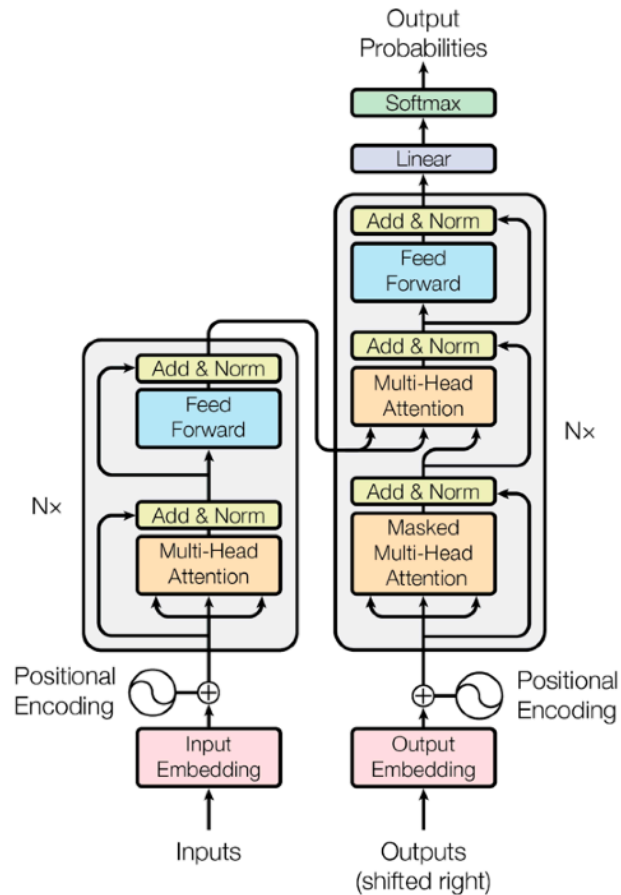 Output
Probabilities
Softmax
Linear
Add & Norm
Feed
Forward
Add & Norm
Multi-Head
Attention
Add & Norm
Masked
Multi-Head
Attention
N×
Add & Norm
Feed
Forward
Add & Norm
Multi-Head
Attention
N×
Positional
Encoding
Positional
Encoding
Input
Embedding
Output
Embedding
Inputs
Outputs
(shifted right)